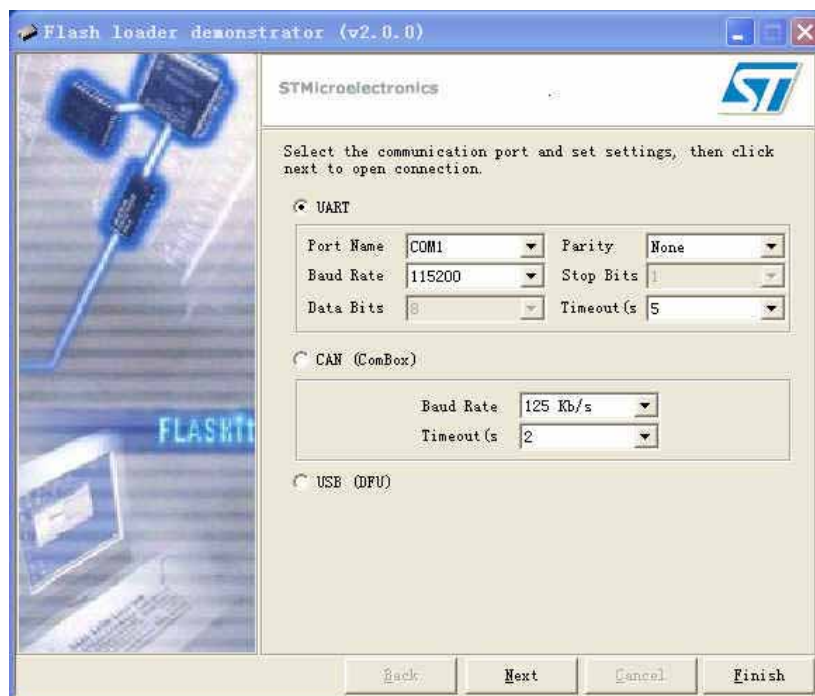 Flash loader demonstrator (v2.0.0)
STMicroelectronics
ST
Select the communication port and set settings, then click
next to open connection.
UART
Port Name COM1 Parity None
Baud Rate 115200 Stop Bits 1
Data Bits 8 Timeout(s 5
CAN (ComBox)
Baud Rate 125 Kb/s
Timeout(s 2
FLASHit
USB (DFU)
Back Next Cancel Finish